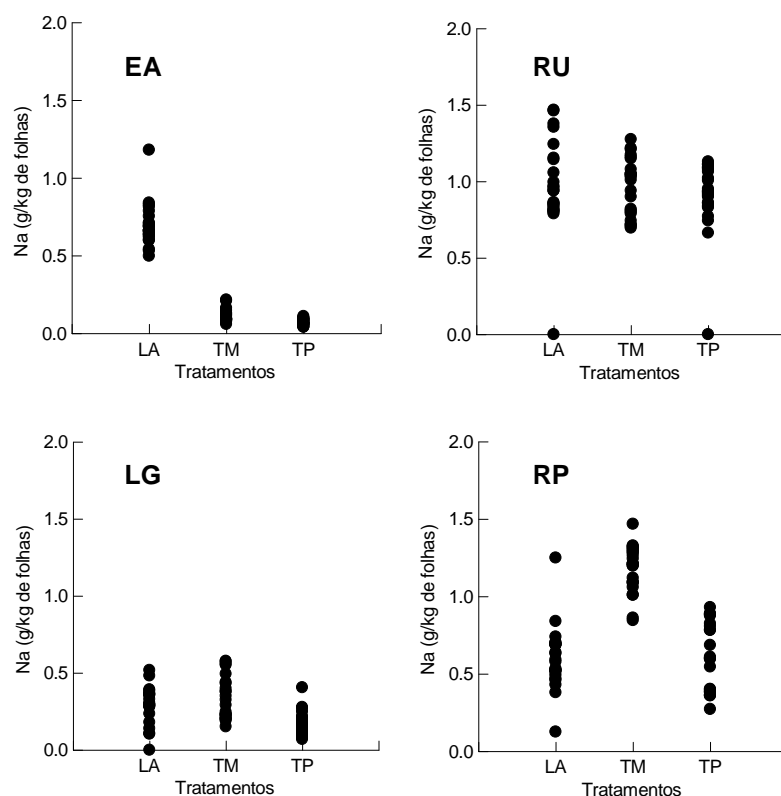 EA
Na (g/kg de folhas)
2.0
1.5
1.0
0.5
0.0
LA TM TP
Tratamentos
RU
Na (g/kg de folhas)
2.0
1.5
1.0
0.5
0.0
LA TM TP
Tratamentos
LG
Na (g/kg de folhas)
2.0
1.5
1.0
0.5
0.0
LA TM TP
Tratamentos
RP
Na (g/kg de folhas)
2.0
1.5
1.0
0.5
0.0
LA TM TP
Tratamentos